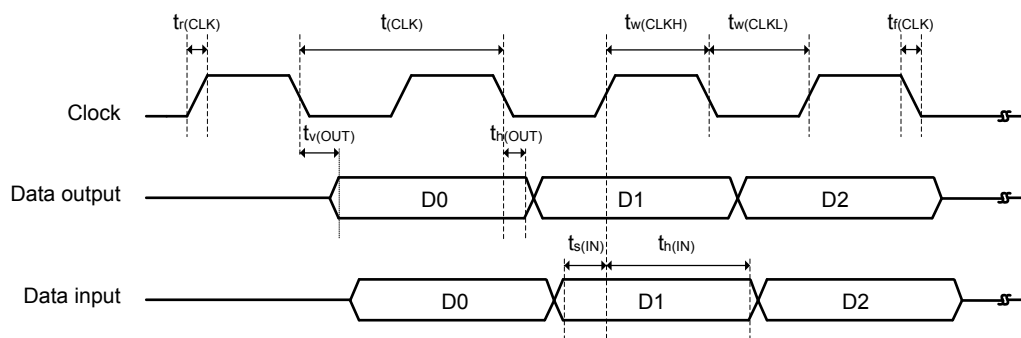 tr(CLK) t(CLK) tw(CLKH) tw(CLKL) tf(CLK)
Clock
tv(OUT) th(OUT)
Data output D0 D1 D2
ts(IN) th(IN)
Data input D0 D1 D2